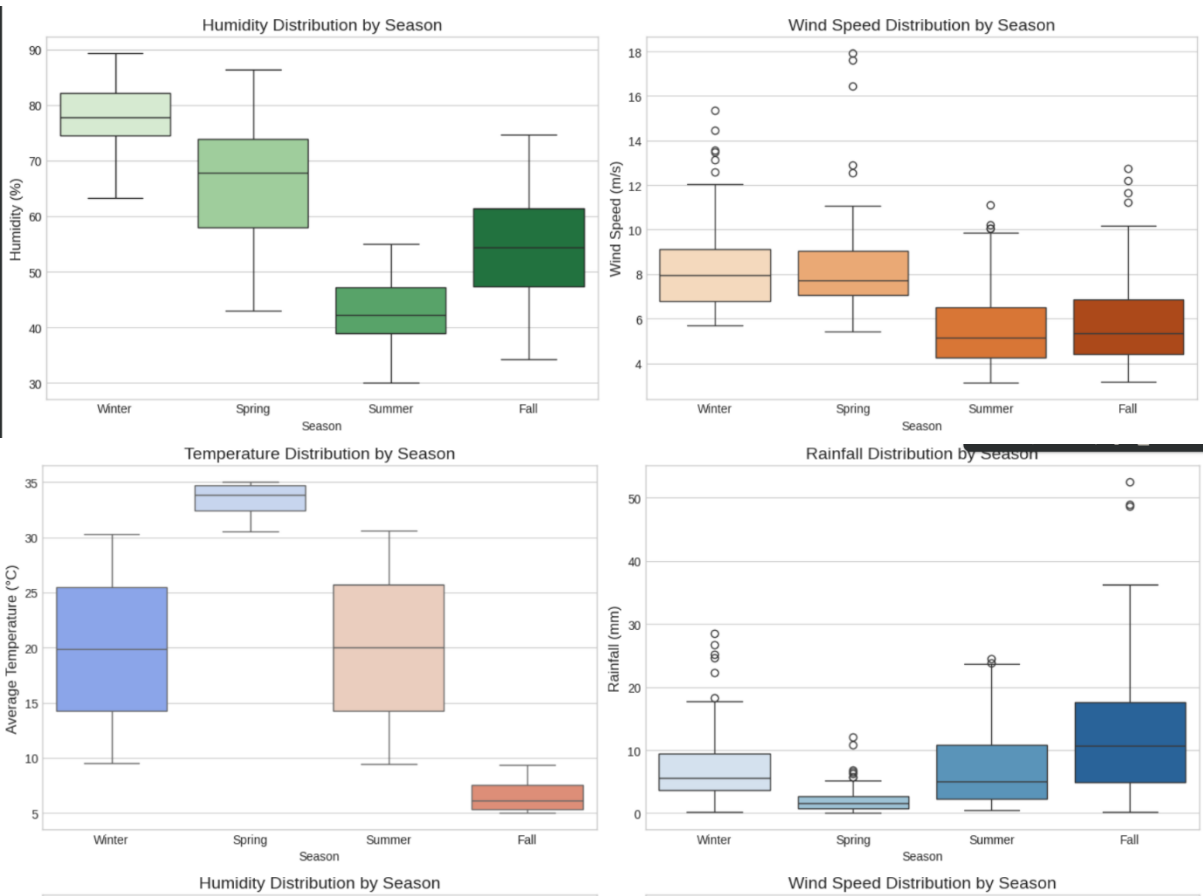 Humidity Distribution by Season
90
80
70
60
50
40
30
Humidity (%)
Winter Spring Summer Fall
Season
Wind Speed Distribution by Season
18
16
14
12
10
8
6
4
Wind Speed (m/s)
Winter Spring Summer Fall
Season
Temperature Distribution by Season
35
30
25
20
15
10
5
Average Temperature (°C)
Winter Spring Summer Fall
Season
Rainfall Distribution by Season
50
40
30
20
10
0
Rainfall (mm)
Winter Spring Summer Fall
Season
Humidity Distribution by Season
Wind Speed Distribution by Season